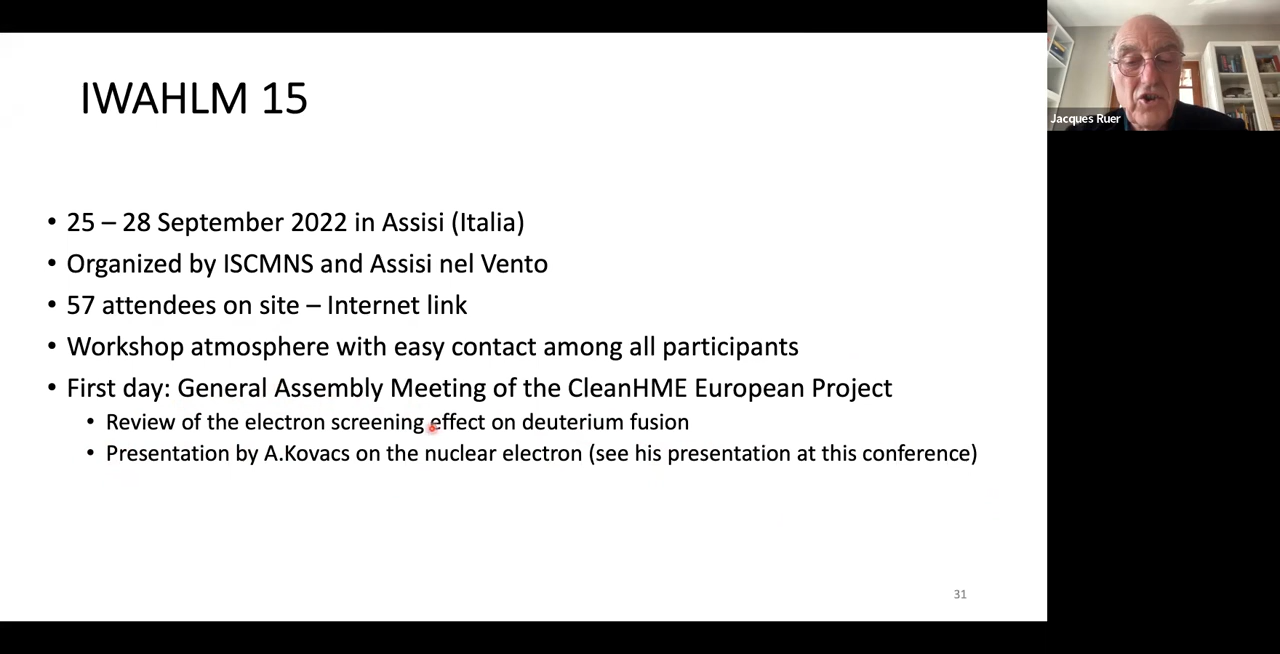 IWAHLM 15
• 25 – 28 September 2022 in Assisi (Italia)
• Organized by ISCMNS and Assisi nel Vento
• 57 attendees on site – Internet link
• Workshop atmosphere with easy contact among all participants
• First day: General Assembly Meeting of the CleanHME European Project
• Review of the electron screening effect on deuterium fusion
• Presentation by A.Kovacs on the nuclear electron (see his presentation at this conference)
31
Jacques Ruer